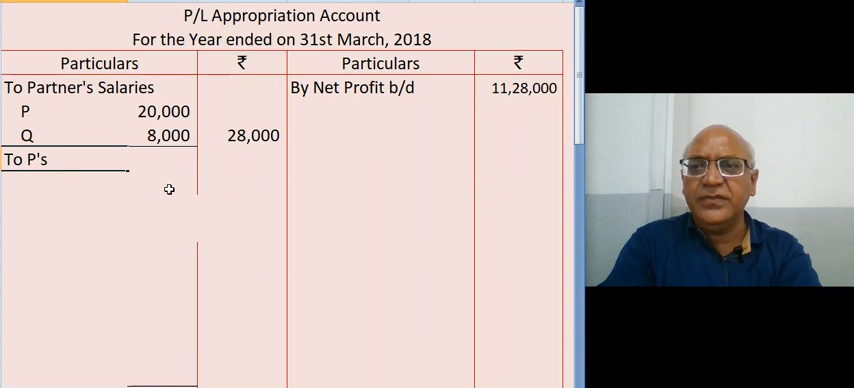 P/L Appropriation Account
For the Year ended on 31st March, 2018
Particulars ₹ Particulars ₹
To Partner's Salaries By Net Profit b/d 11,28,000
P 20,000
Q 8,000 28,000
To P's